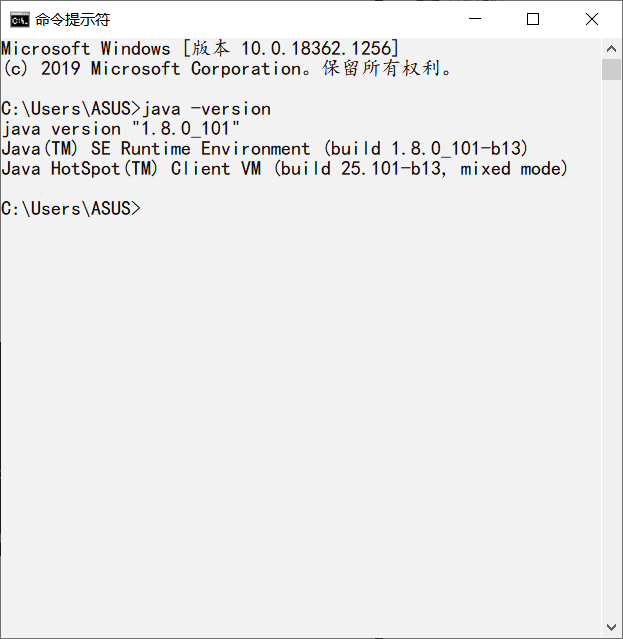 命令提示符
Microsoft Windows [版本 10.0.18362.1256]
(c) 2019 Microsoft Corporation。保留所有权利。
C:\Users\ASUS>java -version
java version "1.8.0_101"
Java(TM) SE Runtime Environment (build 1.8.0_101-b13)
Java HotSpot(TM) Client VM (build 25.101-b13, mixed mode)
C:\Users\ASUS>